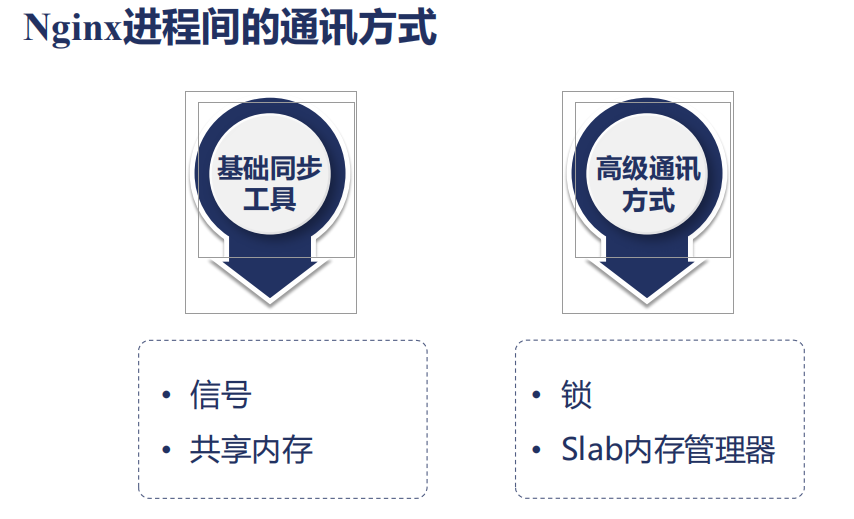 Nginx进程间的通讯方式
基础同步
工具
高级通讯
方式
• 信号
• 共享内存
• 锁
• Slab内存管理器